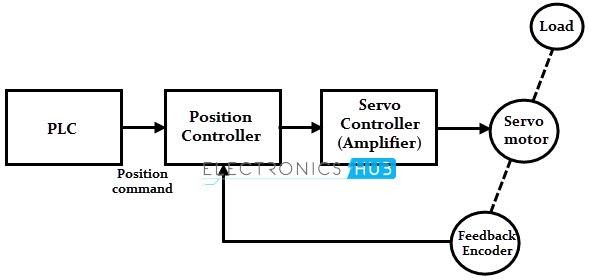 Load
PLC
Position
Controller
Servo
Controller
(Amplifier)
Servo
motor
Position
command
ELECTRONICS HUB
Feedback
Encoder